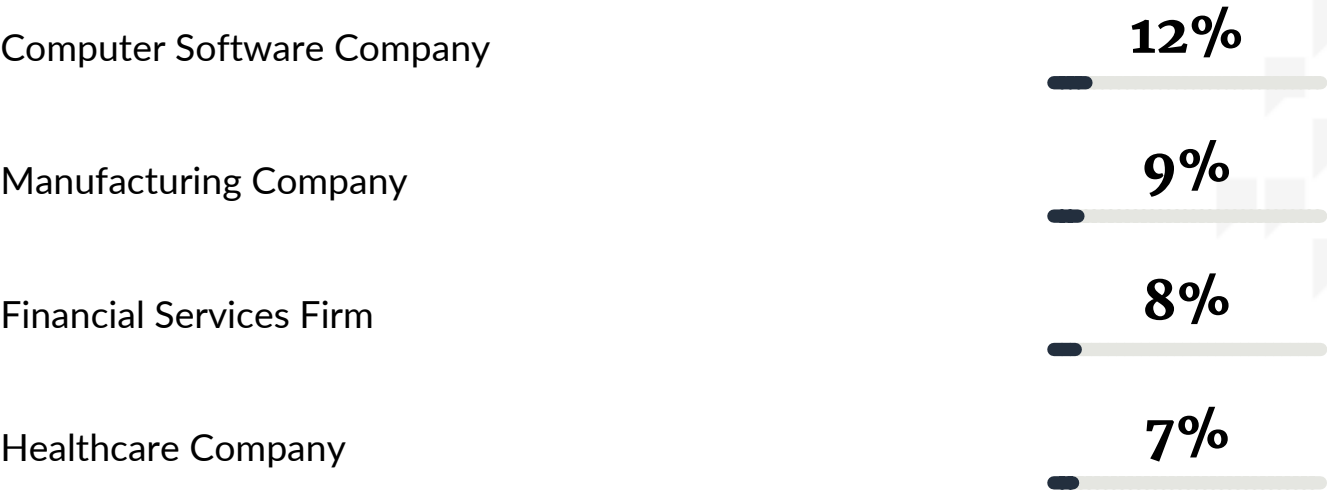 Computer Software Company 12%
Manufacturing Company 9%
Financial Services Firm 8%
Healthcare Company 7%